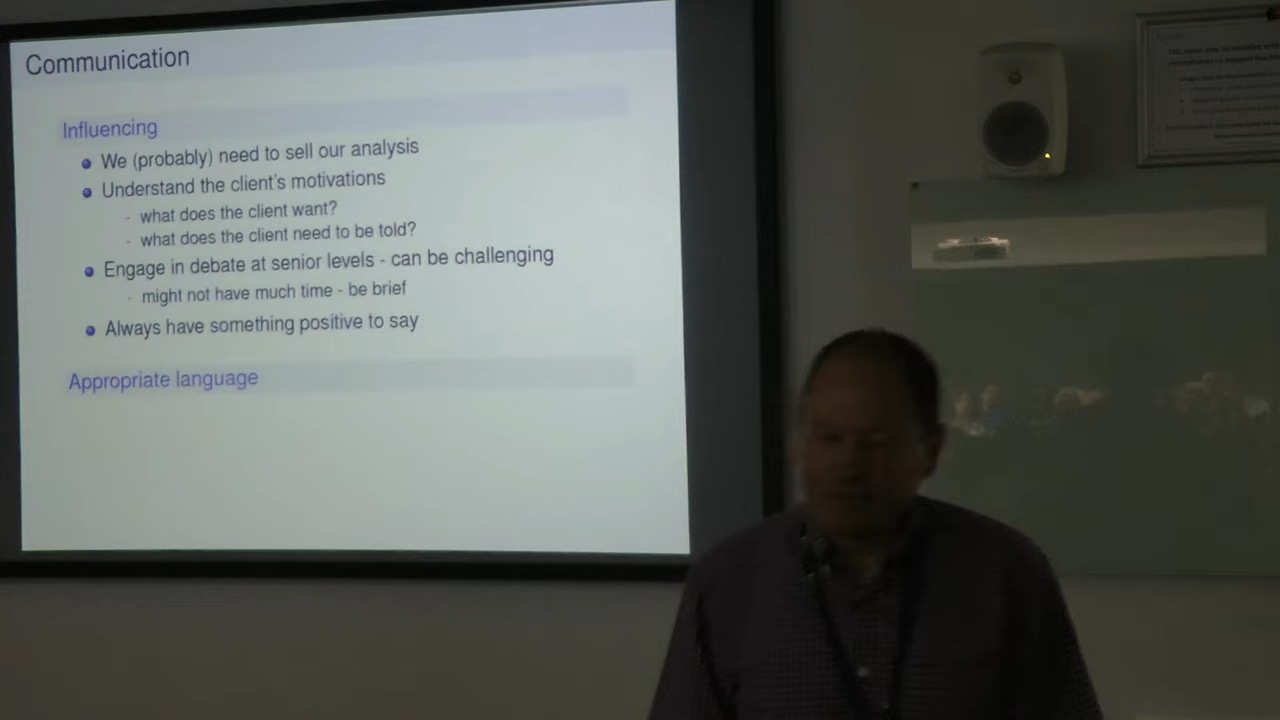 Communication
Influencing
We (probably) need to sell our analysis
Understand the client's motivations
- what does the client want?
- what does the client need to be told?
Engage in debate at senior levels - can be challenging
- might not have much time - be brief
Always have something positive to say
Appropriate language